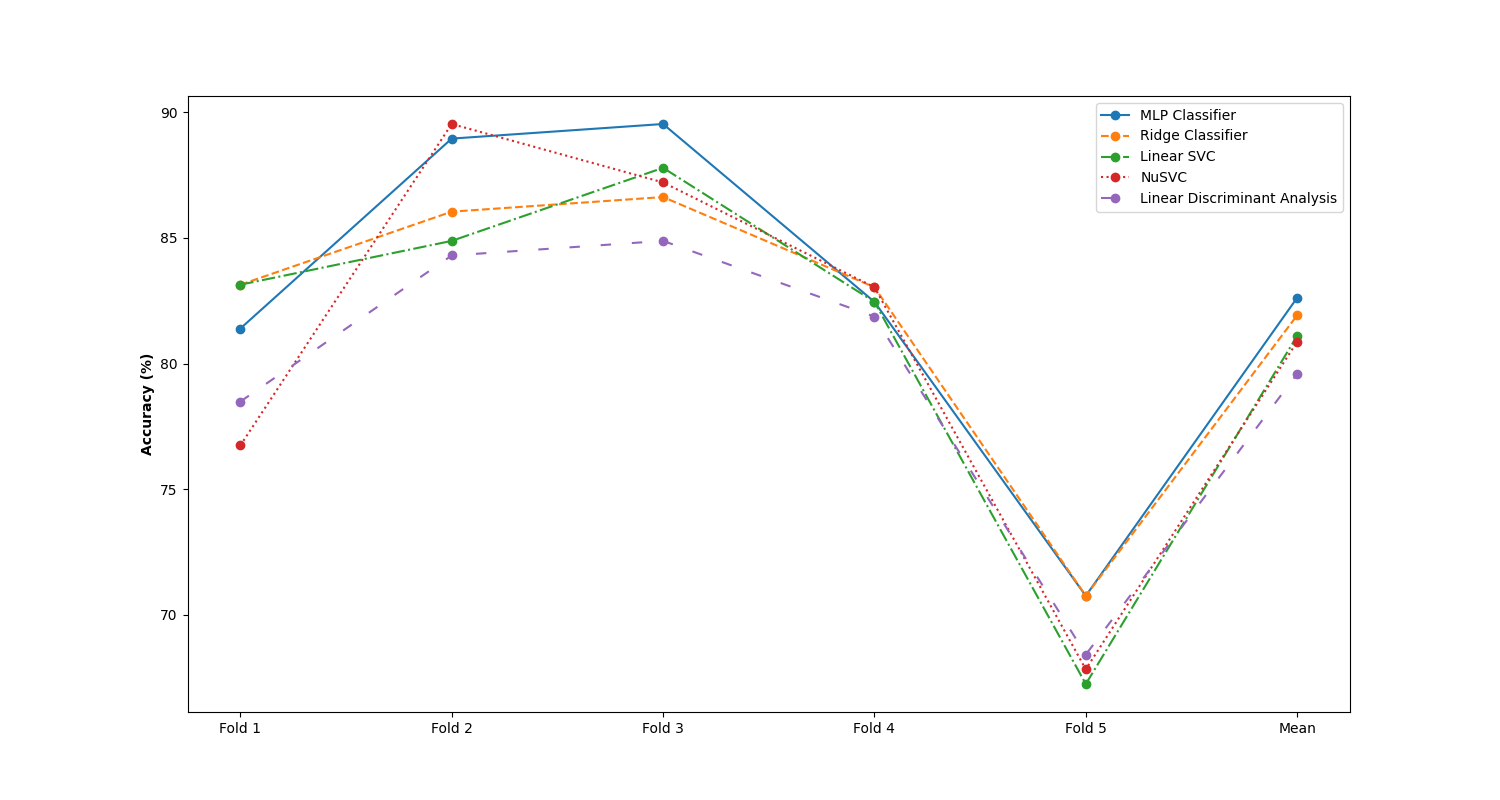 MLP Classifier
Ridge Classifier
Linear SVC
NuSVC
Linear Discriminant Analysis
Accuracy (%)
90
85
80
75
70
Fold 1
Fold 2
Fold 3
Fold 4
Fold 5
Mean